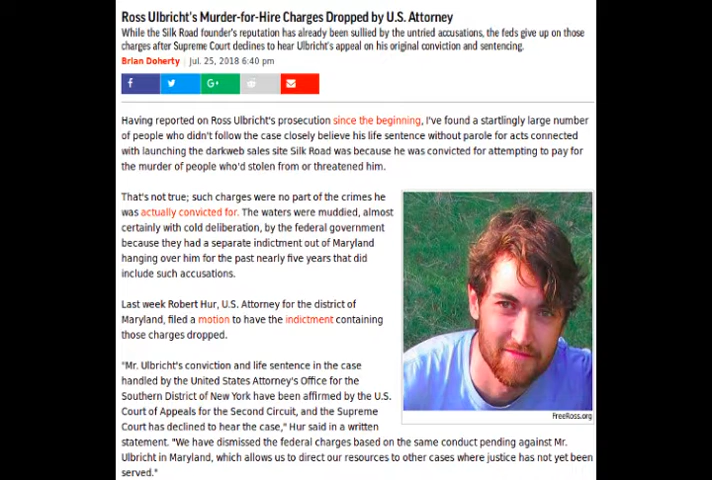 Ross Ulbricht's Murder-for-Hire Charges Dropped by U.S. Attorney
While the Silk Road founder's reputation has already been sullied by the untried accusations, the feds give up on those
charges after Supreme Court declines to hear Ulbricht's appeal on his original conviction and sentencing.
Brian Doherty | Jul. 25, 2018 6:40 pm
f
G+
Having reported on Ross Ulbricht's prosecution since the beginning, I've found a startlingly large number
of people who didn't follow the case closely believe his life sentence without parole for acts connected
with launching the darkweb sales site Silk Road was because he was convicted for attempting to pay for
the murder of people who'd stolen from or threatened him.
That's not true; such charges were no part of the crimes he
was actually convicted for. The waters were muddied, almost
certainly with cold deliberation, by the federal government
because they had a separate indictment out of Maryland
hanging over him for the past nearly five years that did
include such accusations.
Last week Robert Hur, U.S. Attorney for the district of
Maryland, filed a motion to have the indictment containing
those charges dropped.
"Mr. Ulbricht's conviction and life sentence in the case
handled by the United States Attorney's Office for the
Southern District of New York have been affirmed by the U.S.
Court of Appeals for the Second Circuit, and the Supreme
Court has declined to hear the case," Hur said in a written
statement. "We have dismissed the federal charges based on the same conduct pending against Mr.
Ulbricht in Maryland, which allows us to direct our resources to other cases where justice has not yet been
served."
FreeRoss.org